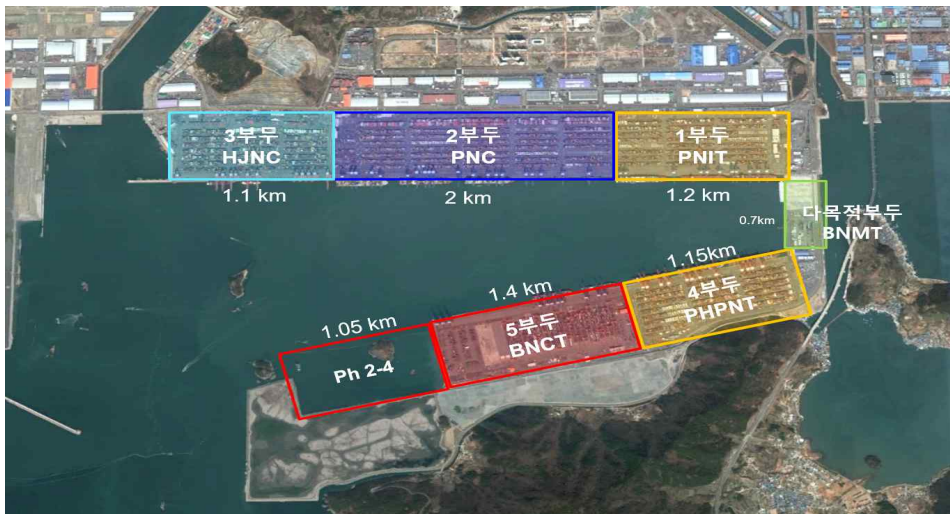 3부두
HJNC
2부두
PNC
1부두
PNIT
1.1 km
2 km
1.2 km
다목적부두
BNMT
0.7km
1.15km
4부두
PHPNT
1.4 km
5부두
BNCT
1.05 km
Ph 2-4